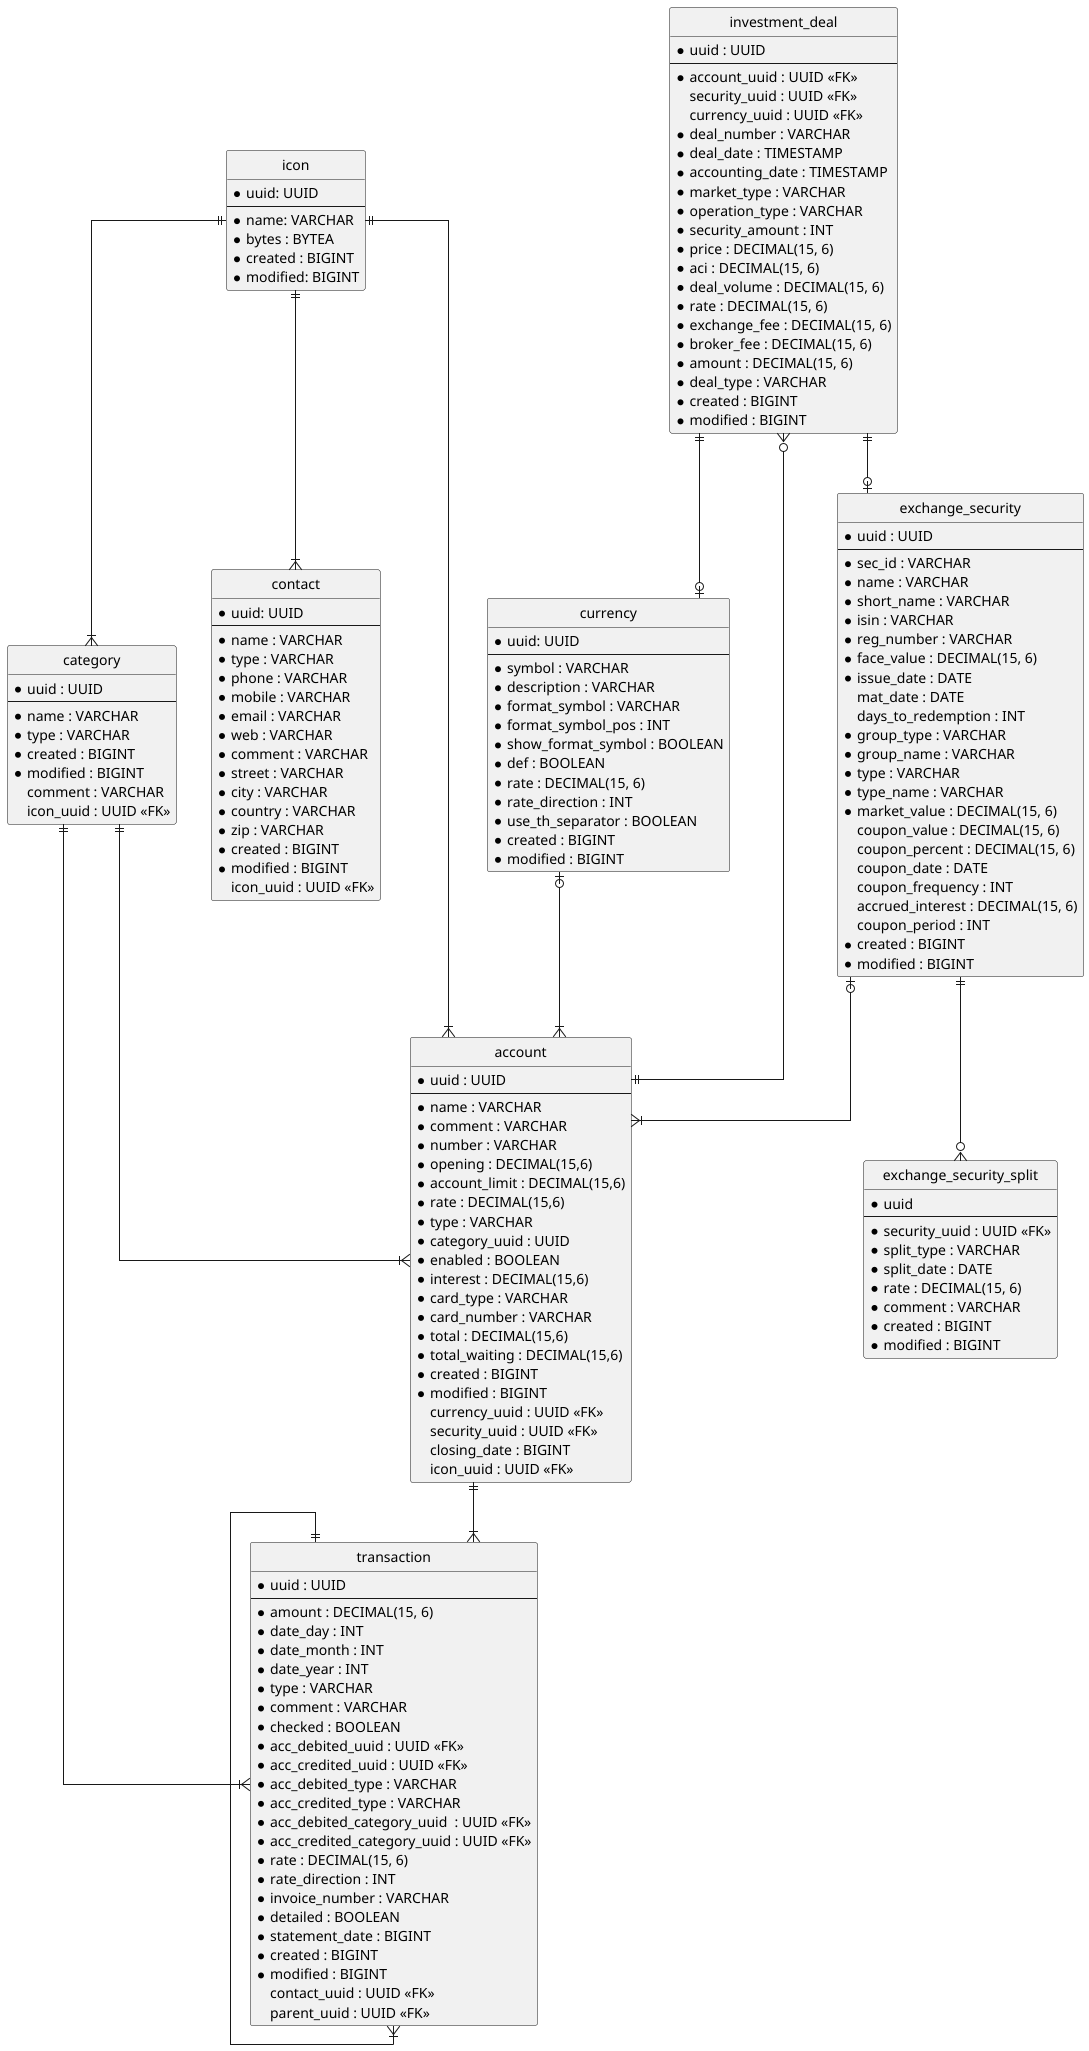 investment_deal
* uuid : UUID
* account_uuid : UUID «FK»
security_uuid : UUID «FK»
currency_uuid : UUID «FK»
* deal_number : VARCHAR
* deal_date : TIMESTAMP
* accounting_date : TIMESTAMP
* market_type : VARCHAR
* operation_type : VARCHAR
* security_amount : INT
* price : DECIMAL(15, 6)
* aci : DECIMAL(15, 6)
* deal_volume : DECIMAL(15, 6)
* rate : DECIMAL(15, 6)
* exchange_fee : DECIMAL(15, 6)
* broker_fee : DECIMAL(15, 6)
* amount : DECIMAL(15, 6)
* deal_type : VARCHAR
* created : BIGINT
* modified : BIGINT
icon
* uuid: UUID
* name: VARCHAR
* bytes : BYTEA
* created : BIGINT
* modified: BIGINT
exchange_security
* uuid : UUID
* sec_id : VARCHAR
* name : VARCHAR
* short_name : VARCHAR
* isin : VARCHAR
* reg_number : VARCHAR
* face_value : DECIMAL(15, 6)
* issue_date : DATE
mat_date : DATE
days_to_redemption : INT
* group_type : VARCHAR
* group_name : VARCHAR
* type : VARCHAR
* type_name : VARCHAR
* market_value : DECIMAL(15, 6)
coupon_value : DECIMAL(15, 6)
coupon_percent : DECIMAL(15, 6)
coupon_date : DATE
coupon_frequency : INT
accrued_interest : DECIMAL(15, 6)
coupon_period : INT
* created : BIGINT
* modified : BIGINT
contact
* uuid: UUID
* name : VARCHAR
* type : VARCHAR
* phone : VARCHAR
* mobile : VARCHAR
* email : VARCHAR
* web : VARCHAR
* comment : VARCHAR
* street : VARCHAR
* city : VARCHAR
* country : VARCHAR
* zip : VARCHAR
* created : BIGINT
* modified : BIGINT
icon_uuid : UUID «FK»
currency
* uuid: UUID
* symbol : VARCHAR
* description : VARCHAR
* format_symbol : VARCHAR
* format_symbol_pos : INT
* show_format_symbol : BOOLEAN
* def : BOOLEAN
* rate : DECIMAL(15, 6)
* rate_direction : INT
* use_th_separator : BOOLEAN
* created : BIGINT
* modified : BIGINT
category
* uuid : UUID
* name : VARCHAR
* type : VARCHAR
* created : BIGINT
* modified : BIGINT
comment : VARCHAR
icon_uuid : UUID «FK»
account
* uuid : UUID
* name : VARCHAR
* comment : VARCHAR
* number : VARCHAR
* opening : DECIMAL(15,6)
* account_limit : DECIMAL(15,6)
* rate : DECIMAL(15,6)
* type : VARCHAR
* category_uuid : UUID
* enabled : BOOLEAN
* interest : DECIMAL(15,6)
* card_type : VARCHAR
* card_number : VARCHAR
* total : DECIMAL(15,6)
* total_waiting : DECIMAL(15,6)
* created : BIGINT
* modified : BIGINT
currency_uuid : UUID «FK»
security_uuid : UUID «FK»
closing_date : BIGINT
icon_uuid : UUID «FK»
exchange_security_split
* uuid
* security_uuid : UUID «FK»
* split_type : VARCHAR
* split_date : DATE
* rate : DECIMAL(15, 6)
* comment : VARCHAR
* created : BIGINT
* modified : BIGINT
transaction
* uuid : UUID
* amount : DECIMAL(15, 6)
* date_day : INT
* date_month : INT
* date_year : INT
* type : VARCHAR
* comment : VARCHAR
* checked : BOOLEAN
* acc_debited_uuid : UUID «FK»
* acc_credited_uuid : UUID «FK»
* acc_debited_type : VARCHAR
* acc_credited_type : VARCHAR
* acc_debited_category_uuid : UUID «FK»
* acc_credited_category_uuid : UUID «FK»
* rate : DECIMAL(15, 6)
* rate_direction : INT
* invoice_number : VARCHAR
* detailed : BOOLEAN
* statement_date : BIGINT
* created : BIGINT
* modified : BIGINT
contact_uuid : UUID «FK»
parent_uuid : UUID «FK»